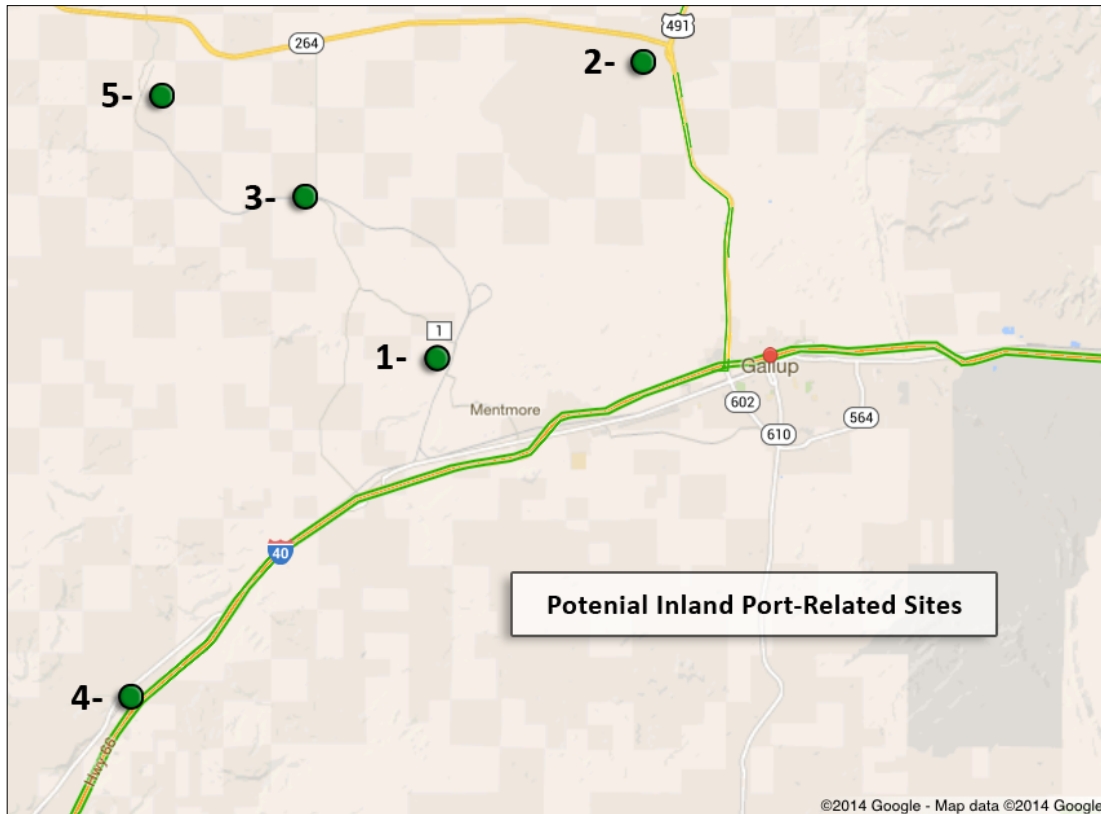 491
264
2-
5-
3-
1
1-
Gallup
Mentmore
602
564
610
40
Potenial Inland Port-Related Sites
4-
Hwy 66
©2014 Google - Map data ©2014 Google